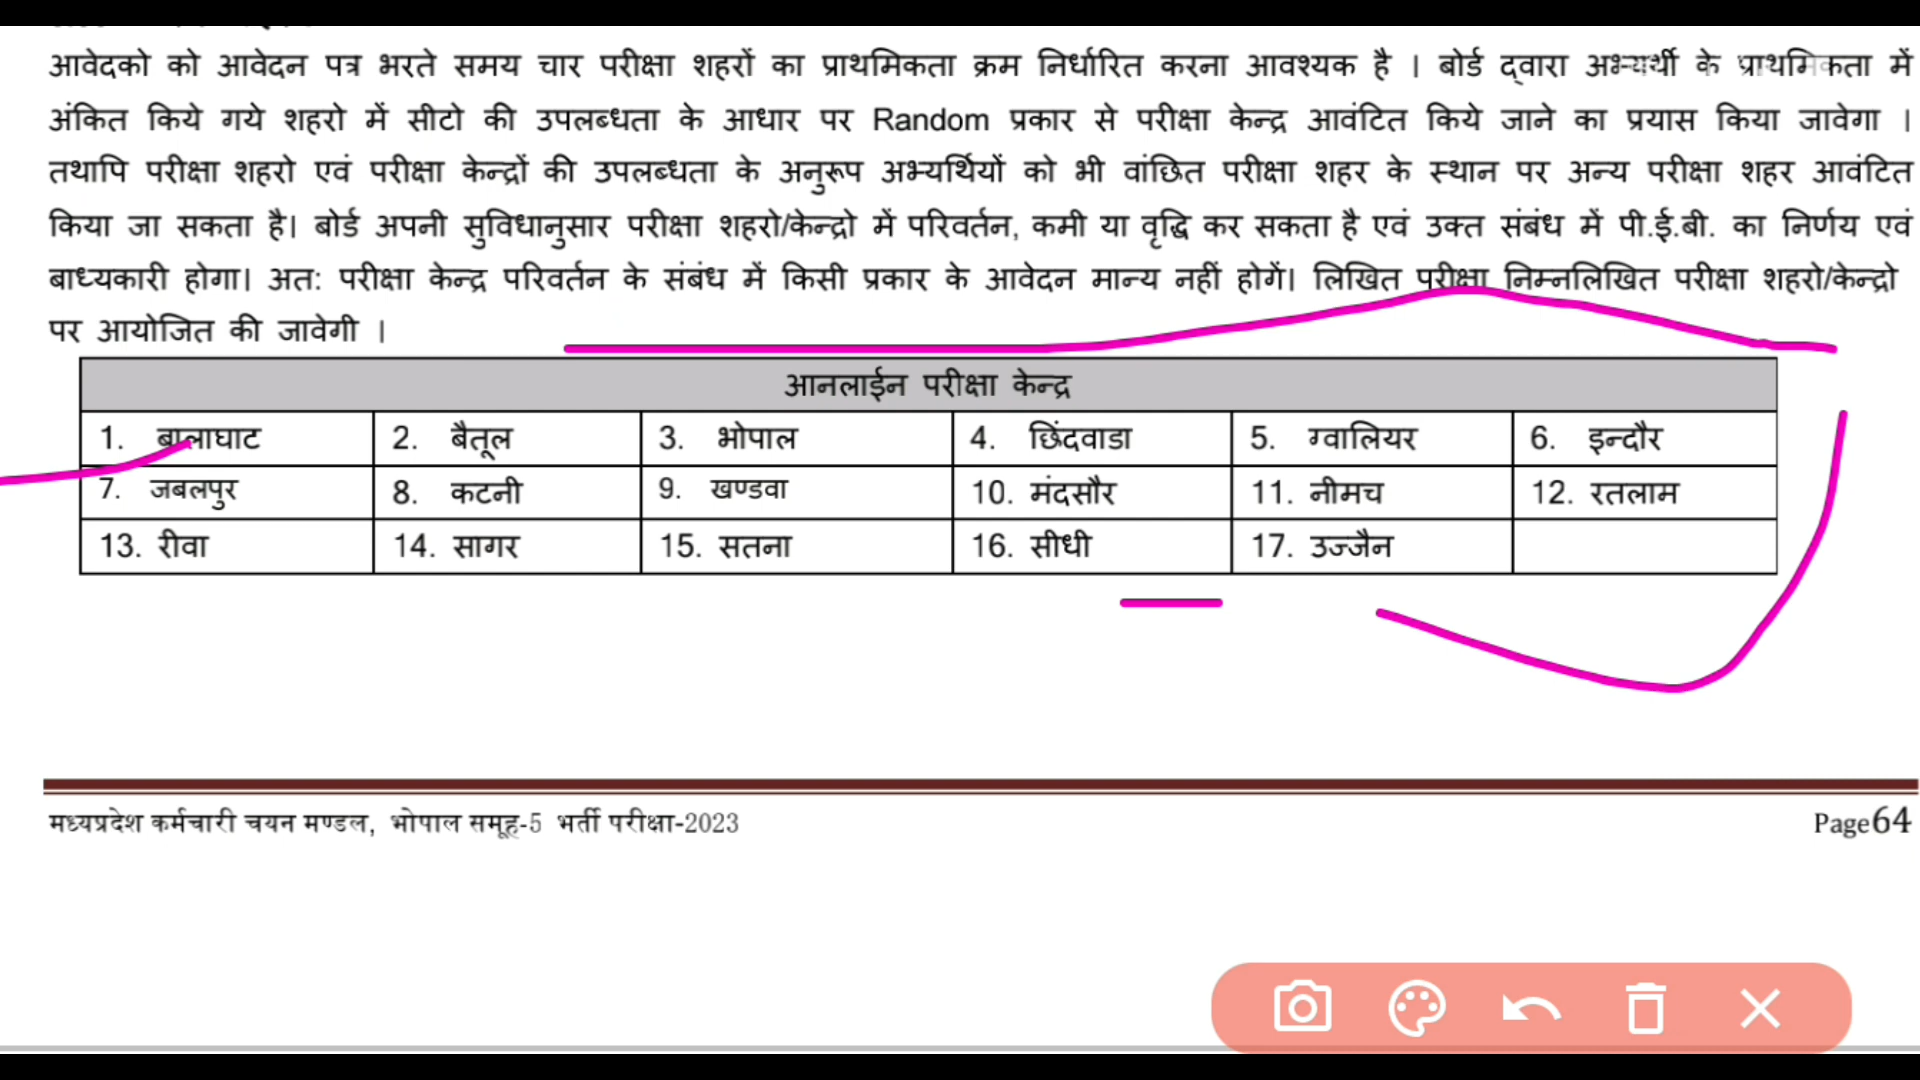 आवेदको को आवेदन पत्र भरते समय चार परीक्षा शहरों का प्राथमिकता क्रम निर्धारित करना आवश्यक है । बोर्ड द्वारा अभ्यर्थी के प्राथमिकता में
अंकित किये गये शहरो में सीटो की उपलब्धता के आधार पर Random प्रकार से परीक्षा केन्द्र आवंटित किये जाने का प्रयास किया जावेगा ।
तथापि परीक्षा शहरो एवं परीक्षा केन्द्रों की उपलब्धता के अनुरूप अभ्यर्थियों को भी वांछित परीक्षा शहर के स्थान पर अन्य परीक्षा शहर आवंटित
किया जा सकता है। बोर्ड अपनी सुविधानुसार परीक्षा शहरो/केन्द्रो में परिवर्तन, कमी या वृद्धि कर सकता है एवं उक्त संबंध में पी.ई.बी. का निर्णय एवं
बाध्यकारी होगा। अत: परीक्षा केन्द्र परिवर्तन के संबंध में किसी प्रकार के आवेदन मान्य नहीं होगें। लिखित परीक्षा निम्नलिखित परीक्षा शहरो/केन्द्रो
पर आयोजित की जावेगी ।
आनलाईन परीक्षा केन्द्र
1. बालाघाट 2. बैतूल 3. भोपाल 4. छिंदवाडा 5. ग्वालियर 6. इन्दौर
7. जबलपुर 8. कटनी 9. खण्डवा 10. मंदसौर 11. नीमच 12. रतलाम
13. रीवा 14. सागर 15. सतना 16. सीधी 17. उज्जैन
मध्यप्रदेश कर्मचारी चयन मण्डल, भोपाल समूह-5 भर्ती परीक्षा-2023 Page64